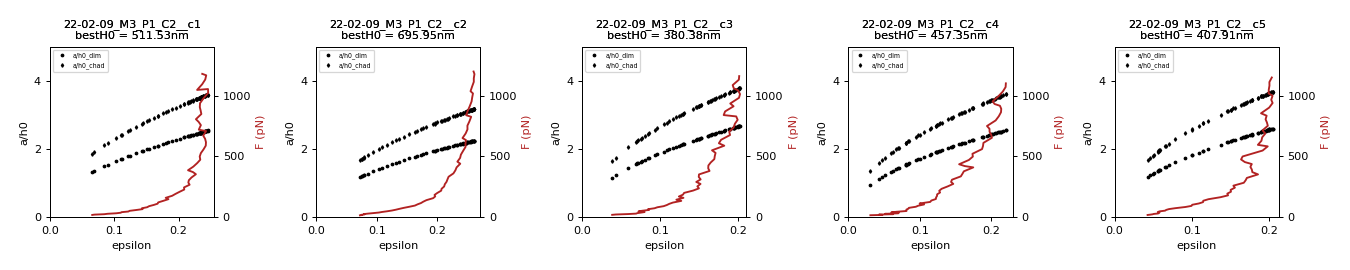 22-02-09_M3_P1_C2__c1
bestH0 = 511.53nm
a/h0_dim
a/h0_chad
4
2
0
a/h0
1000
500
0
F (pN)
0.0
0.1
0.2
epsilon
22-02-09_M3_P1_C2__c2
bestH0 = 695.95nm
a/h0_dim
a/h0_chad
4
2
0
a/h0
1000
500
0
F (pN)
0.0
0.1
0.2
epsilon
22-02-09_M3_P1_C2__c3
bestH0 = 380.38nm
a/h0_dim
a/h0_chad
4
2
0
a/h0
1000
500
0
F (pN)
0.0
0.1
0.2
epsilon
22-02-09_M3_P1_C2__c4
bestH0 = 457.35nm
a/h0_dim
a/h0_chad
4
2
0
a/h0
1000
500
0
F (pN)
0.0
0.1
0.2
epsilon
22-02-09_M3_P1_C2__c5
bestH0 = 407.91nm
a/h0_dim
a/h0_chad
4
2
0
a/h0
1000
500
0
F (pN)
0.0
0.1
0.2
epsilon